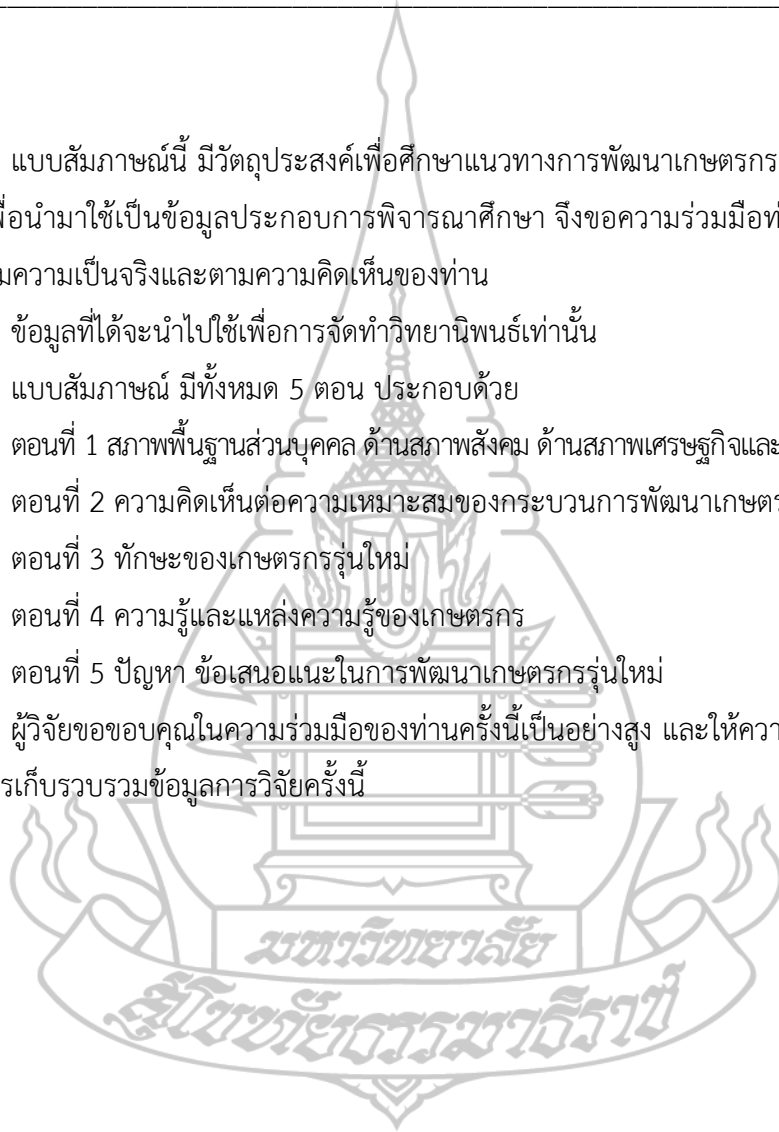 แบบสัมภาษณ์นี้ มีวัตถุประสงค์เพื่อศึกษาแนวทางการพัฒนาเกษตรกร
พื่อนำมาใช้เป็นข้อมูลประกอบการพิจารณาศึกษา จึงขอความร่วมมือท่
มความเป็นจริงและตามความคิดเห็นของท่าน
ข้อมูลที่ได้จะนำไปใช้เพื่อการจัดทำวิทยานิพนธ์เท่านั้น
แบบสัมภาษณ์ มีทั้งหมด 5 ตอน ประกอบด้วย
ตอนที่ 1 สภาพพื้นฐานส่วนบุคคล ด้านสภาพสังคม ด้านสภาพเศรษฐกิจและ
ตอนที่ 2 ความคิดเห็นต่อความเหมาะสมของกระบวนการพัฒนาเกษตร
ตอนที่ 3 ทักษะของเกษตรกรรุ่นใหม่
ตอนที่ 4 ความรู้และแหล่งความรู้ของเกษตรกร
ตอนที่ 5 ปัญหา ข้อเสนอแนะในการพัฒนาเกษตรกรรุ่นใหม่
ผู้วิจัยขอขอบคุณในความร่วมมือของท่านครั้งนี้เป็นอย่างสูง และให้ควา
รเก็บรวบรวมข้อมูลการวิจัยครั้งนี้
มหาวิทยาลัย
สุโขทัยธรรมาธิราช